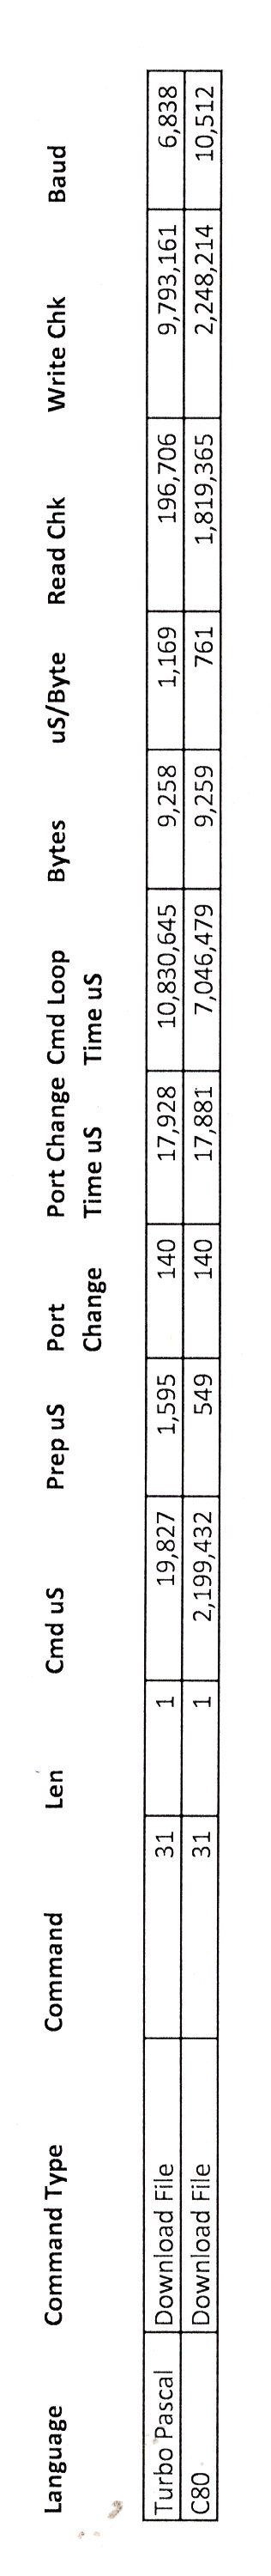 Language Command Type Command Len Cmd uS Prep uS Port Change Port Change Time uS Cmd Loop Time uS Bytes uS/Byte Read Chk Write Chk Baud
Turbo Pascal Download File 31 1 19,827 1,595 140 17,928 10,830,645 9,258 1,169 196,706 9,793,161 6,838
C80 Download File 31 1 2,199,432 549 140 17,881 7,046,479 9,259 761 1,819,365 2,248,214 10,512